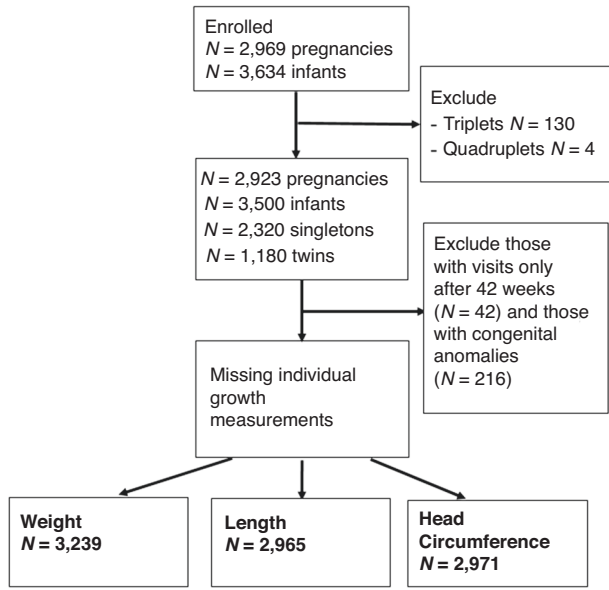 Enrolled
N = 2,969 pregnancies
N = 3,634 infants
Exclude
- Triplets N = 130
- Quadruplets N = 4
N = 2,923 pregnancies
N = 3,500 infants
N = 2,320 singletons
N = 1,180 twins
Exclude those
with visits only
after 42 weeks
(N = 42) and those
with congenital
anomalies
(N = 216)
Missing individual
growth
measurements
Weight
N = 3,239
Length
N = 2,965
Head
Circumference
N = 2,971